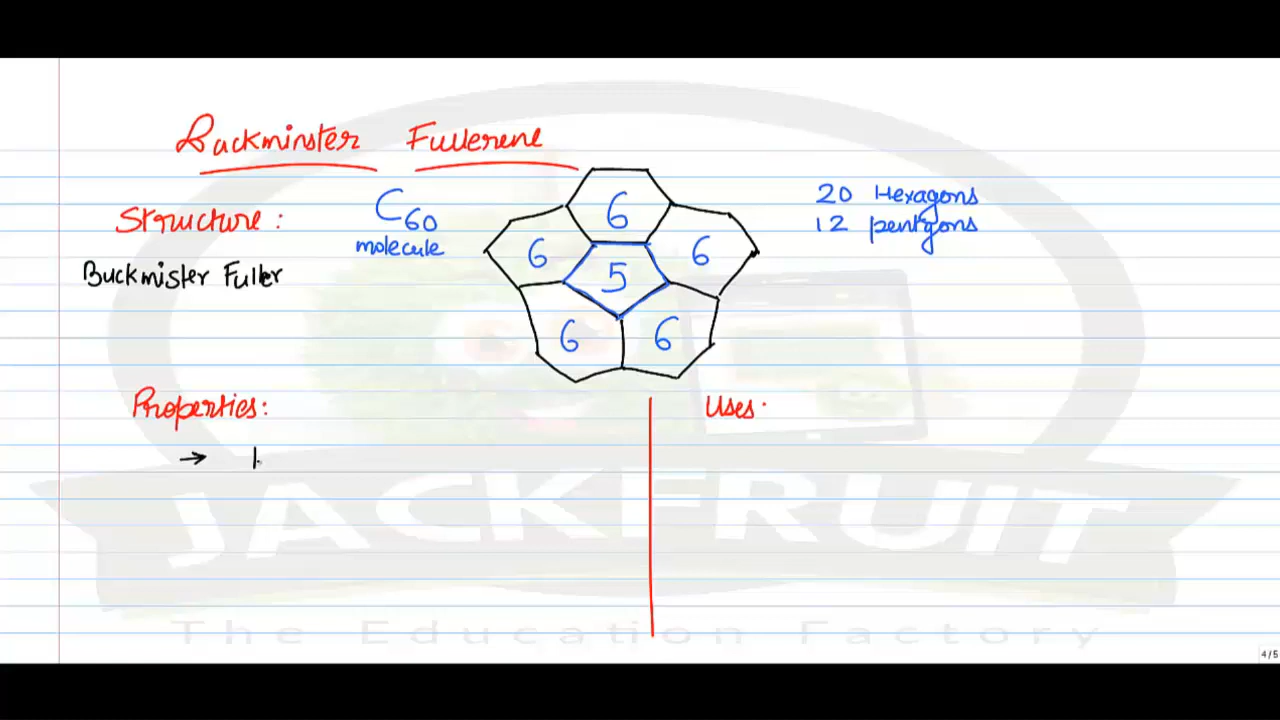 Buckminster Fullerene
Structure:
C60
molecule
20 Hexagons
12 pentgons
Buckmister Fuller
6
6
6
5
6
6
Properties:
Uses.
→
JACKFRUIT
The Education Factory
4/5